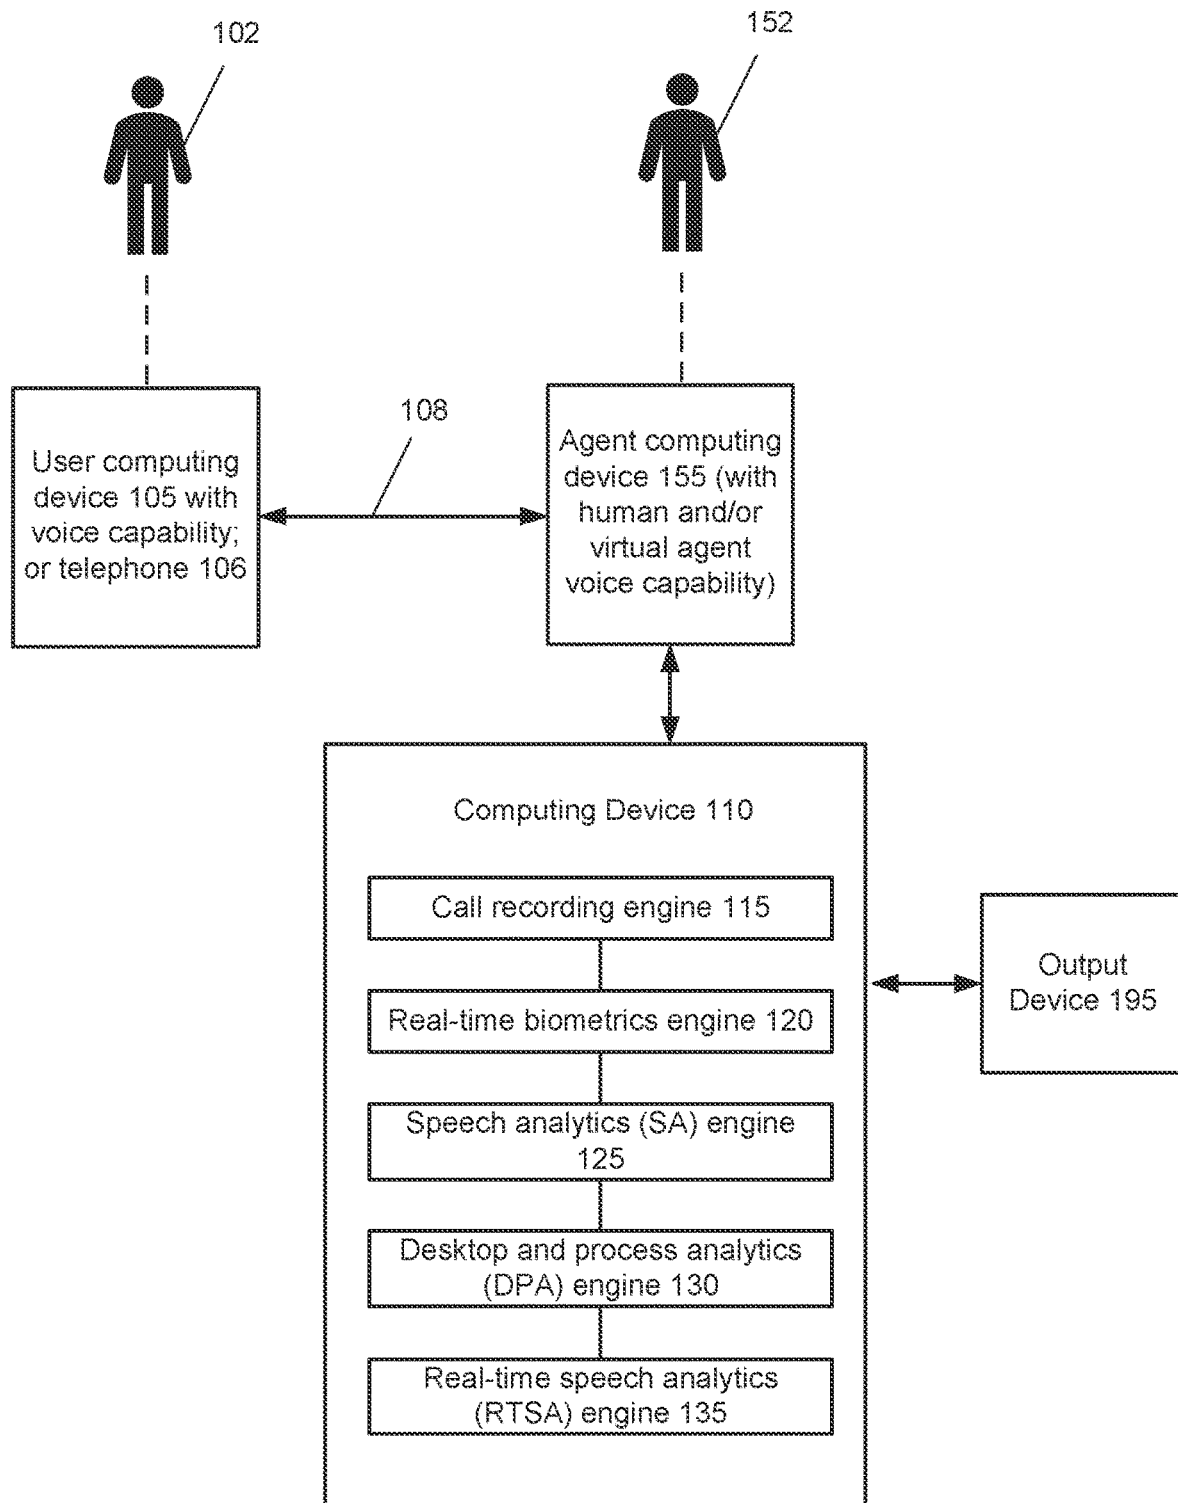 102
152
108
User computing
device 105 with
voice capability;
or telephone 106
Agent computing
device 155 (with
human and/or
virtual agent
voice capability)
Computing Device 110
Call recording engine 115
Real-time biometrics engine 120
Speech analytics (SA) engine
125
Desktop and process analytics
(DPA) engine 130
Real-time speech analytics
(RTSA) engine 135
Output
Device 195